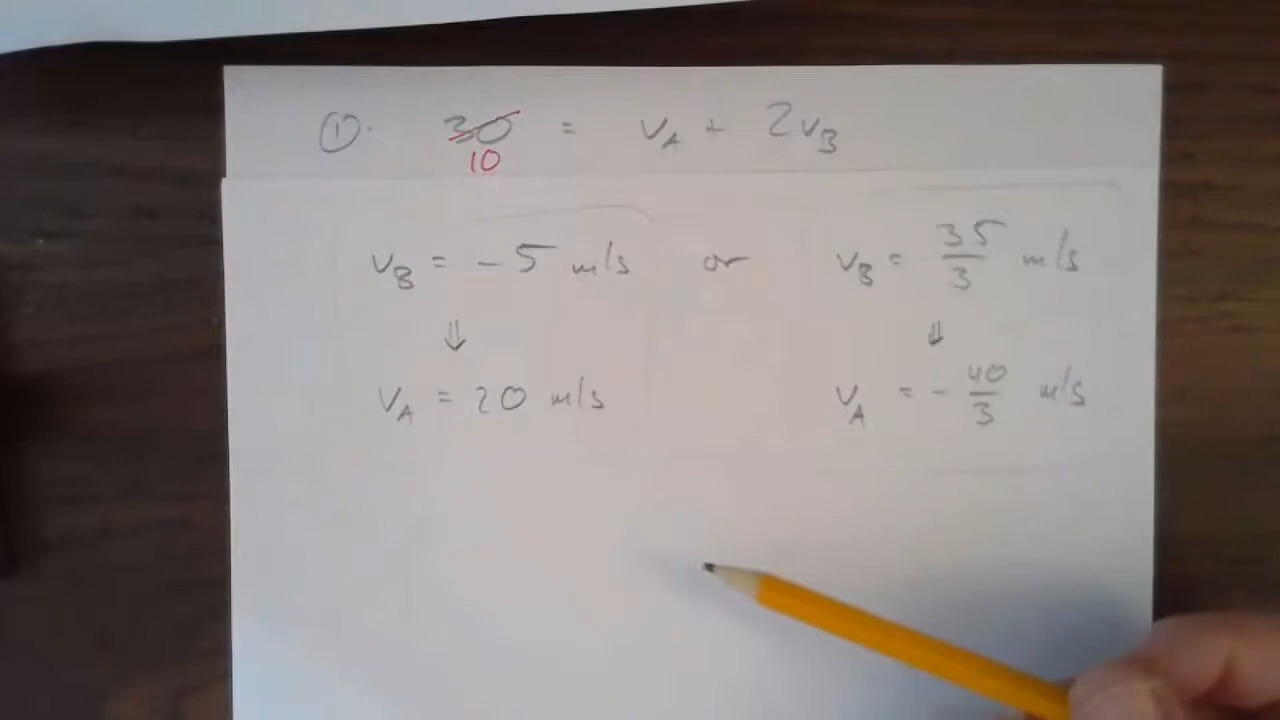 ①. 30 = vA + 2vB
10
vB = -5 m/s or vB = 35/3 m/s
⇓ ⇓
vA = 20 m/s vA = -40/3 m/s